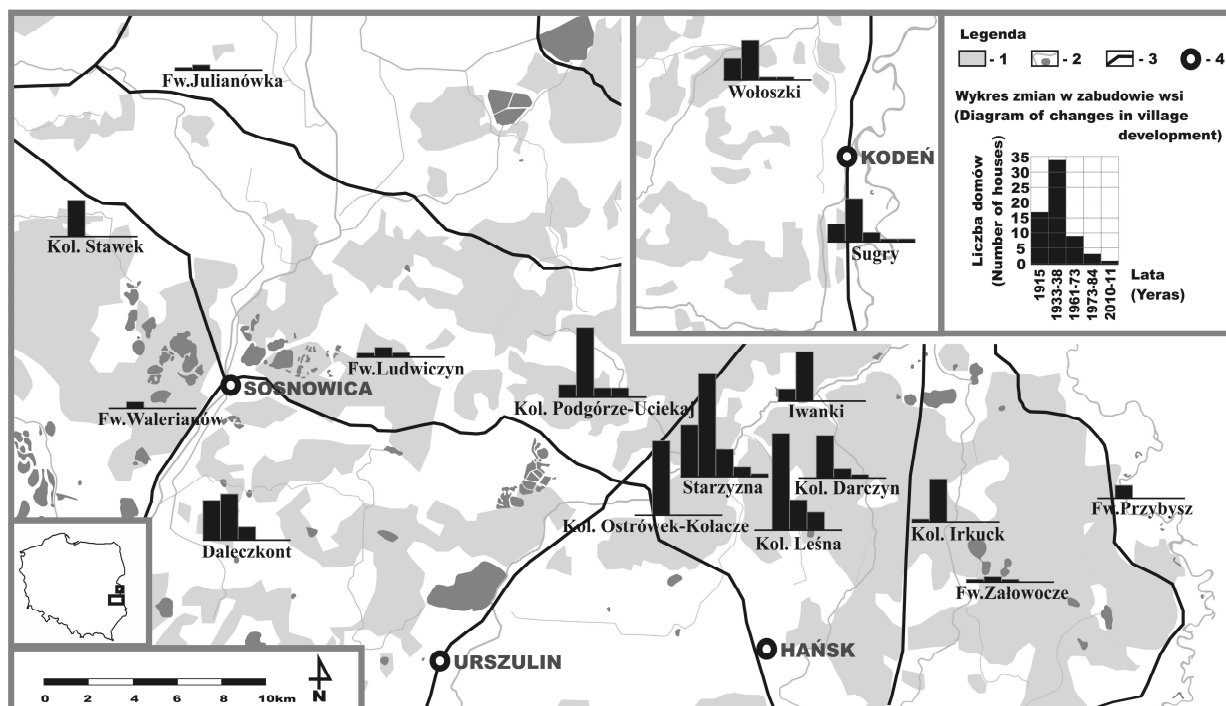 Fw.Julianówka
Kol. Stawek
Fw.Ludwiczyn
SOSNOWICA
Fw.Walerianów
Dalęczkont
Kol. Podgórze-Uciekaj
Iwanki
Starzyzna
Kol. Darczyn
Kol. Ostrówek-Kołacze
Kol. Leśna
Kol. Irkuck
Fw.Przybysz
Fw.Załowocze
URSZULIN
HAŃSK
0 2 4 6 8 10km
N
Wołoszki
KODEŃ
Sugry
Legenda
- 1 - 2 - 3 - 4
Wykres zmian w zabudowie wsi
(Diagram of changes in village
development)
Liczba domów
(Number of houses)
35
30
25
20
15
10
5
0
1915
1933-38
1961-73
1973-84
2010-11
Lata
(Yeras)